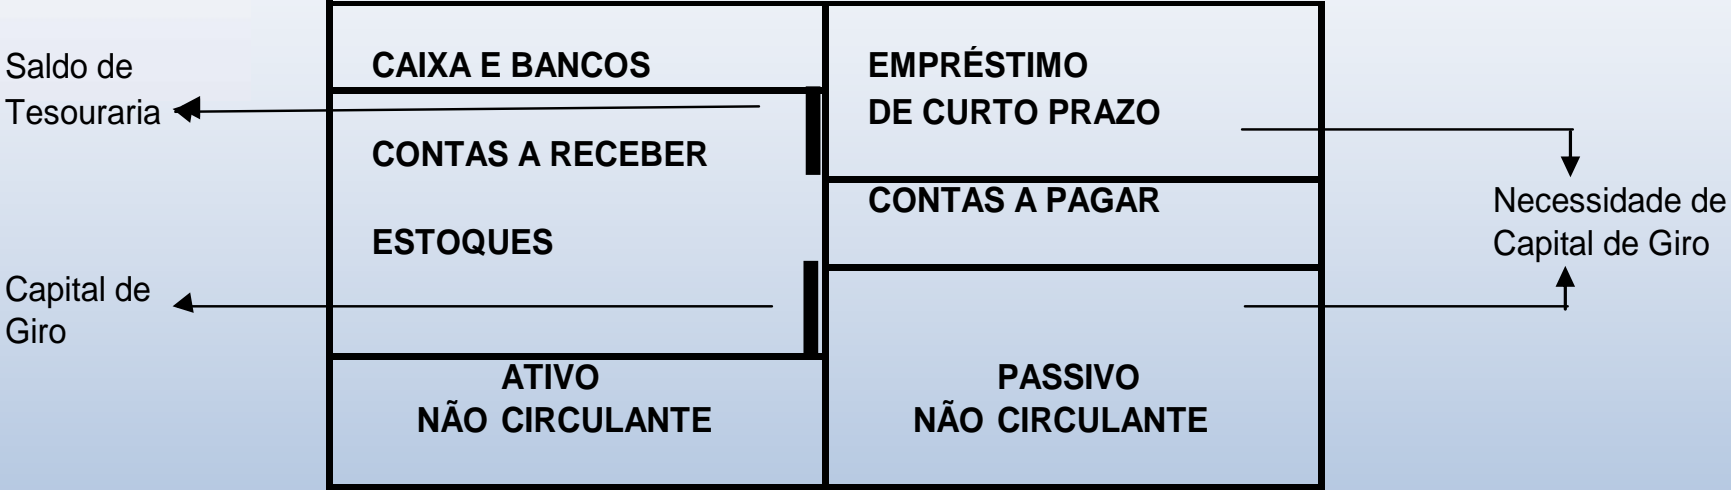 Saldo de
Tesouraria
CAIXA E BANCOS
CONTAS A RECEBER
ESTOQUES
Capital de
Giro
ATIVO
NÃO CIRCULANTE
EMPRÉSTIMO
DE CURTO PRAZO
CONTAS A PAGAR
PASSIVO
NÃO CIRCULANTE
Necessidade de
Capital de Giro